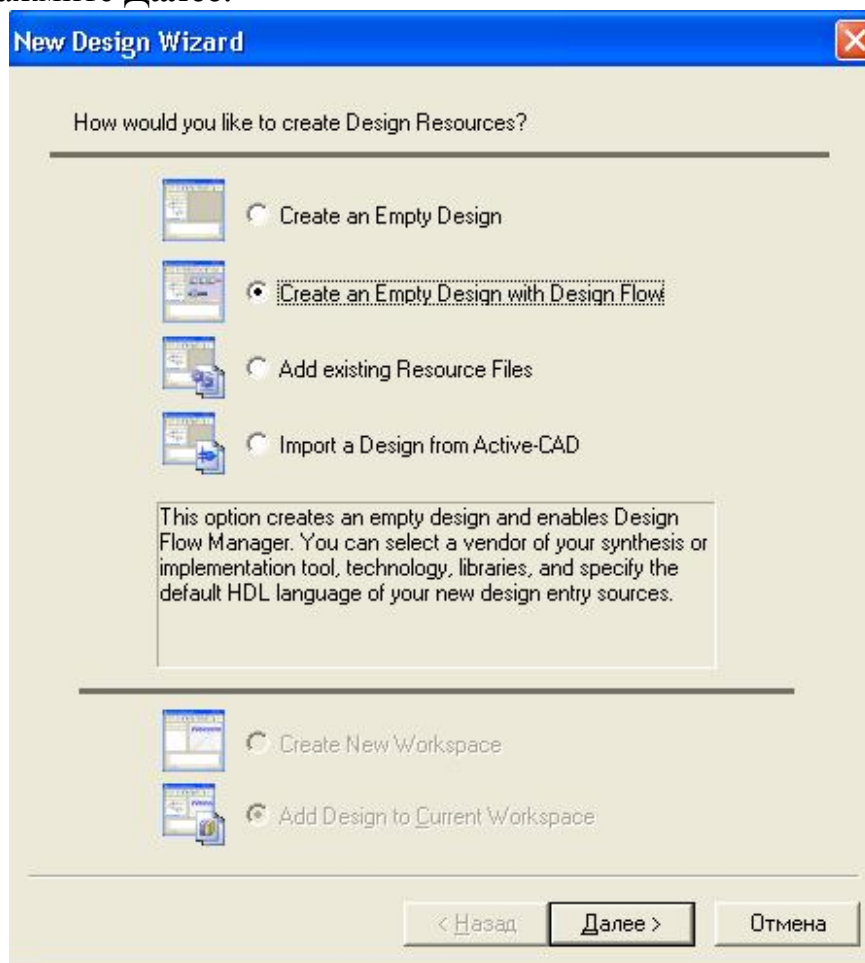 Далее.
New Design Wizard
How would you like to create Design Resources?
Create an Empty Design
Create an Empty Design with Design Flow
Add existing Resource Files
Import a Design from Active-CAD
This option creates an empty design and enables Design
Flow Manager. You can select a vendor of your synthesis or
implementation tool, technology, libraries, and specify the
default HDL language of your new design entry sources.
Create New Workspace
Add Design to Current Workspace
< Назад
Далее >
Отмена